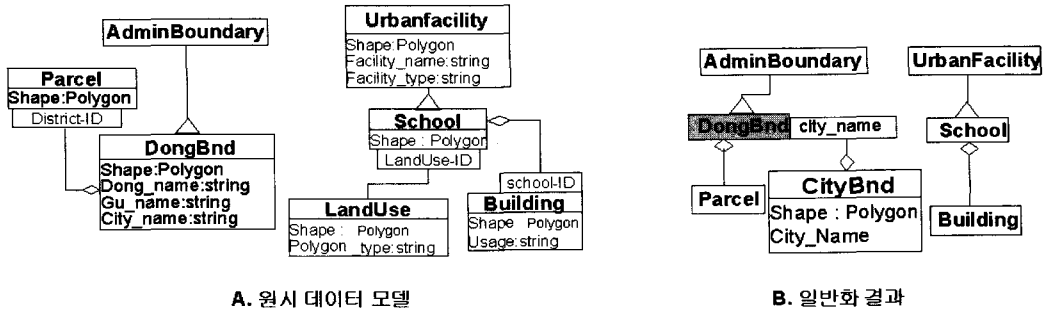 AdminBoundary
Parcel
Shape:Polygon
District-ID
DongBnd
Shape:Polygon
Dong_name:string
Gu_name:string
City_name:string
Urbanfacility
Shape:Polygon
Facility_name:string
Facility_type:string
School
Shape : Polygon
LandUse-ID
LandUse
Shape : Polygon
Polygon _type:string
school-ID
Building
Shape Polygon
Usage:string
A. 원시 데이터 모델
AdminBoundary
DongBnd city_name
Parcel
CityBnd
Shape : Polygon
City_Name
UrbanFacility
School
Building
B. 일반화 결과